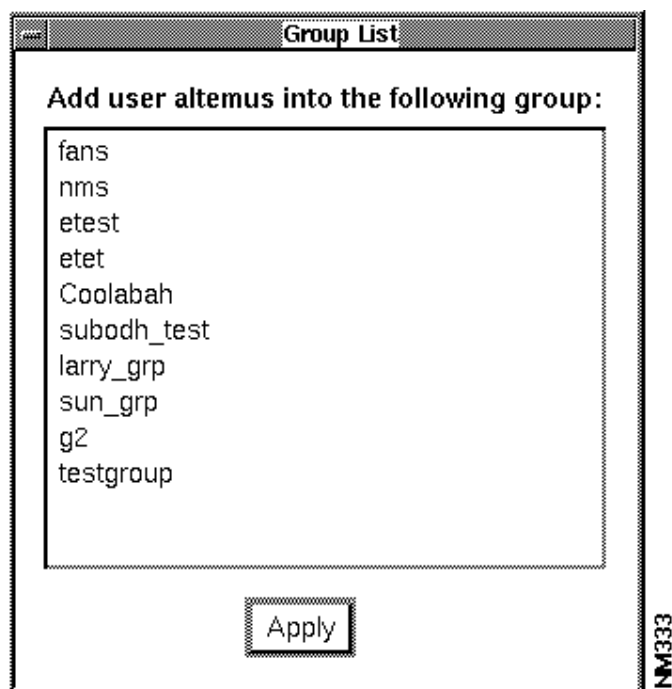 Group List
Add user altemus into the following group:
fans
nms
etest
etet
Coolabah
subodh_test
larry_grp
sun_grp
g2
testgroup
Apply
NM333